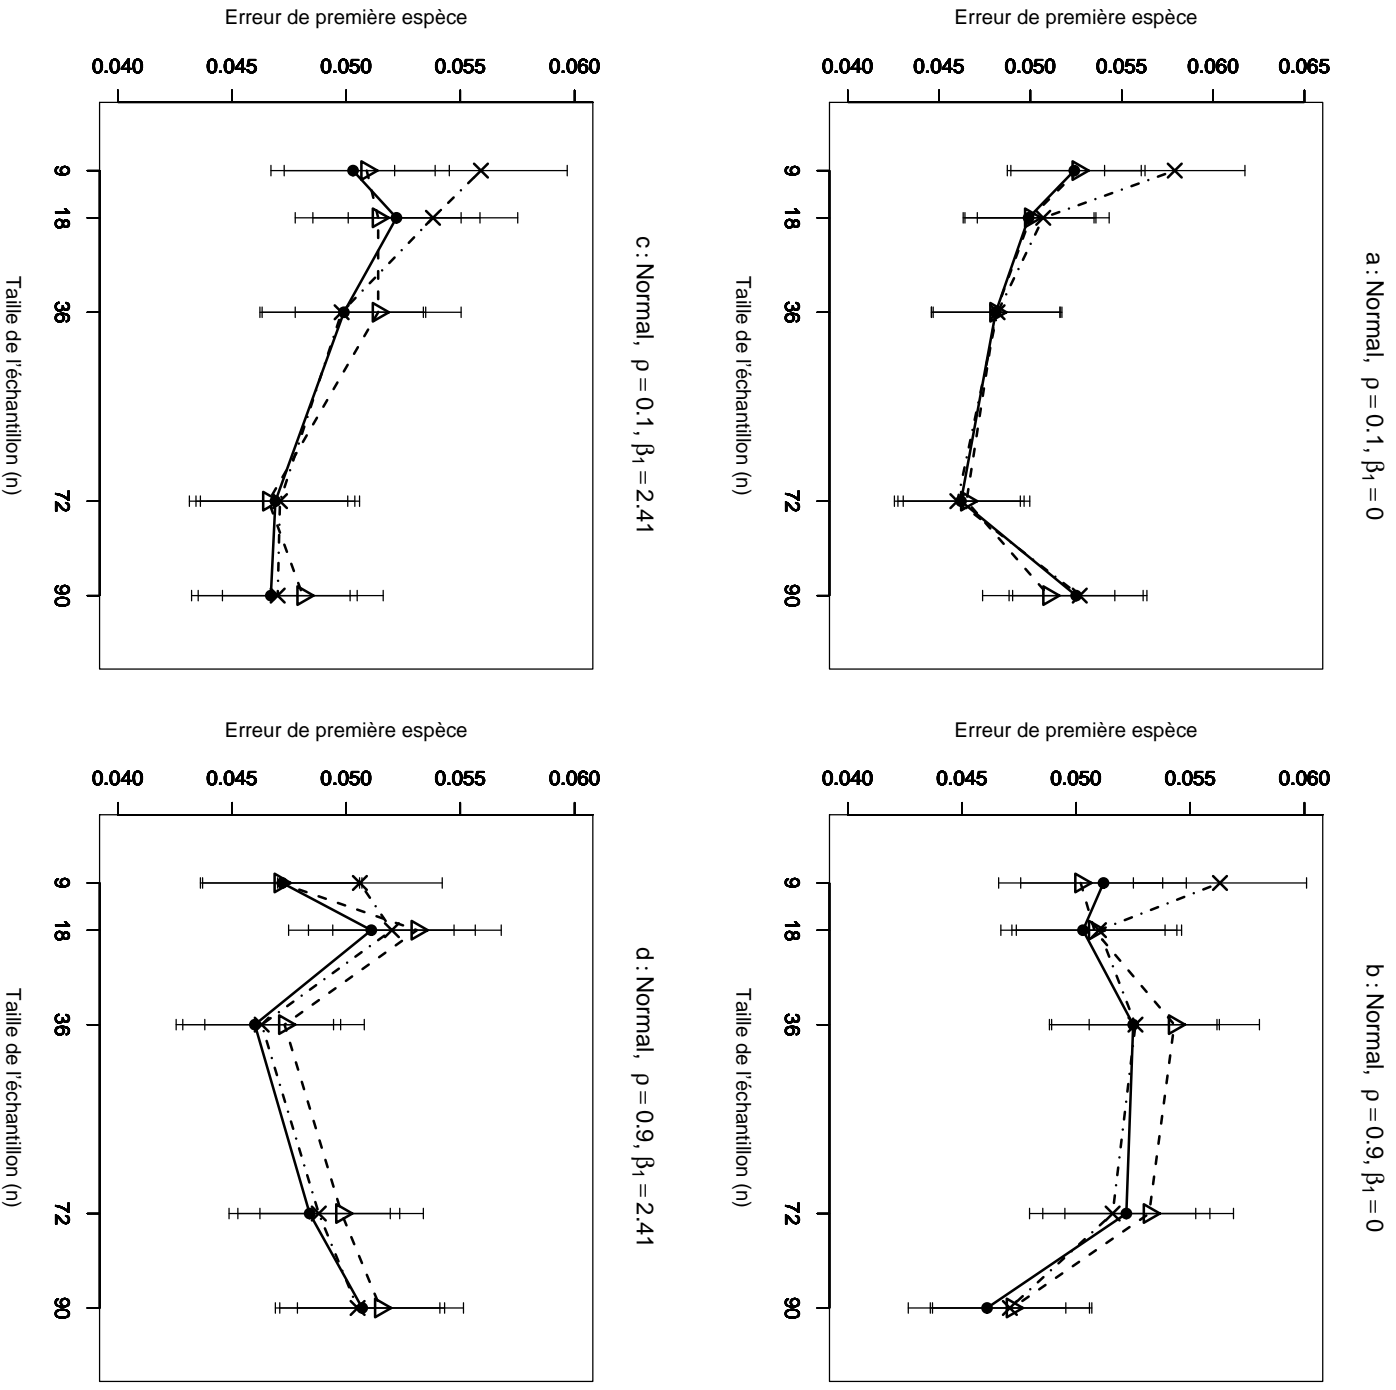 a : Normal, ρ = 0.1, β1 = 0
Erreur de première espèce
0.040 0.045 0.050 0.055 0.060 0.065
9 18 36 72 90
Taille de l'échantillon (n)
b : Normal, ρ = 0.9, β1 = 0
Erreur de première espèce
0.040 0.045 0.050 0.055 0.060
9 18 36 72 90
Taille de l'échantillon (n)
c : Normal, ρ = 0.1, β1 = 2.41
Erreur de première espèce
0.040 0.045 0.050 0.055 0.060
9 18 36 72 90
Taille de l'échantillon (n)
d : Normal, ρ = 0.9, β1 = 2.41
Erreur de première espèce
0.040 0.045 0.050 0.055 0.060
9 18 36 72 90
Taille de l'échantillon (n)